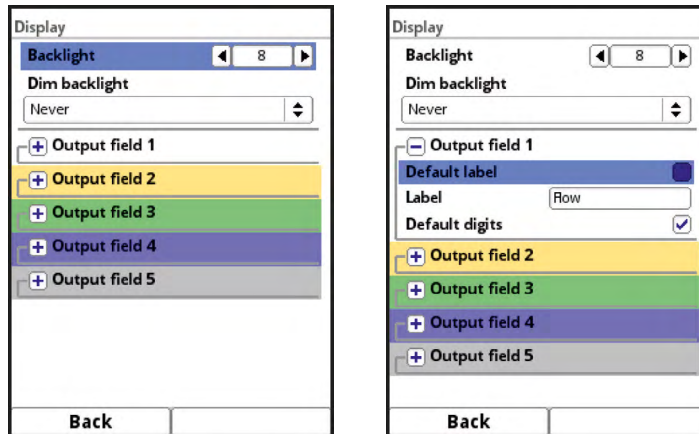 Display
Backlight 8
Dim backlight
Never
Output field 1
Output field 2
Output field 3
Output field 4
Output field 5
Back
Display
Backlight 8
Dim backlight
Never
Output field 1
Default label
Label Flow
Default digits
Output field 2
Output field 3
Output field 4
Output field 5
Back